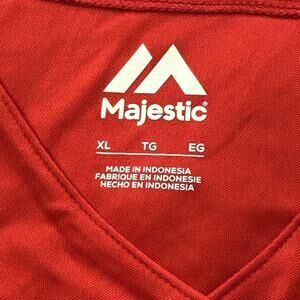 Majestic®
XL TG EG
MADE IN INDONESIA
FABRIQUE EN INDONESIE
HECHO EN INDONESIA